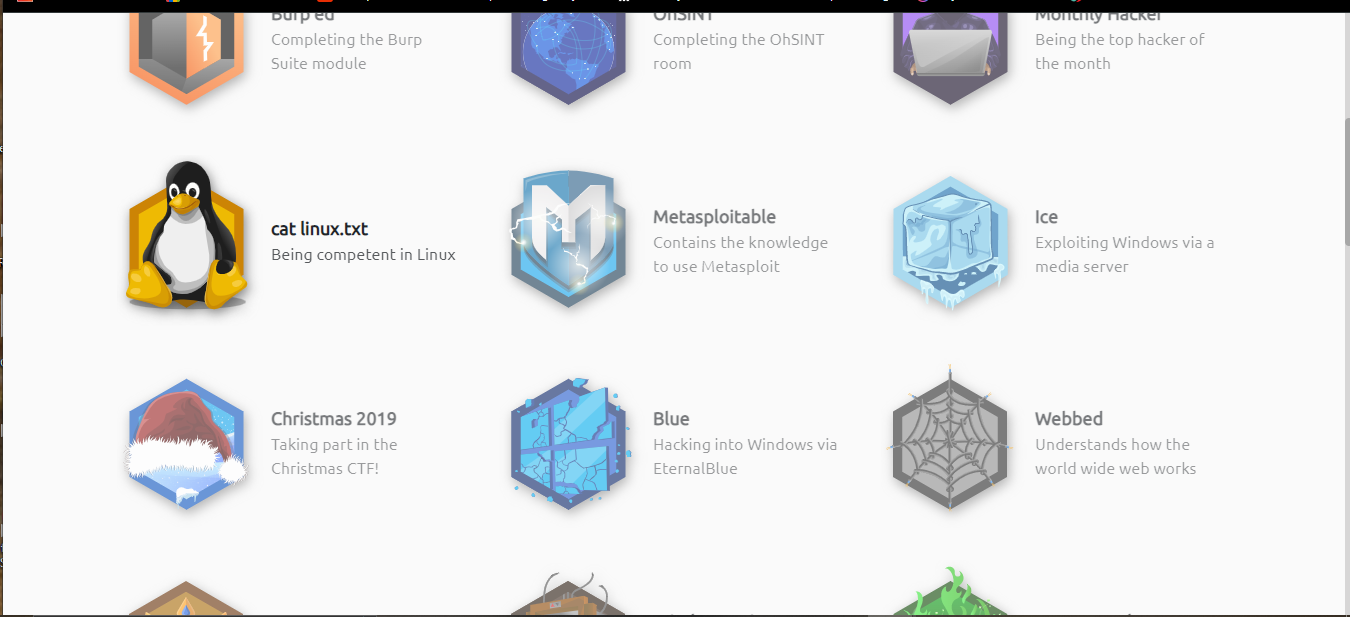 Burp'ed
Completing the Burp
Suite module
OhSINT
Completing the OhSINT
room
Monthly Hacker
Being the top hacker of
the month
cat linux.txt
Being competent in Linux
Metasploitable
Contains the knowledge
to use Metasploit
Ice
Exploiting Windows via a
media server
Christmas 2019
Taking part in the
Christmas CTF!
Blue
Hacking into Windows via
EternalBlue
Webbed
Understands how the
world wide web works